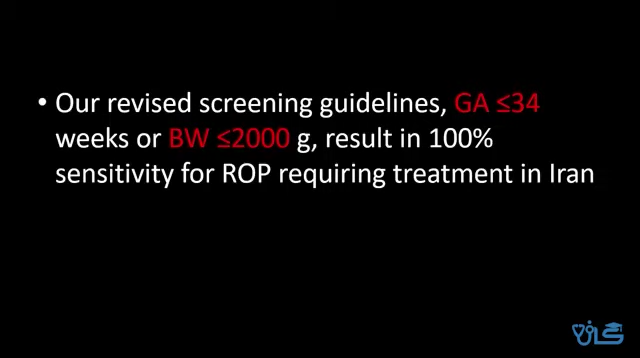 • Our revised screening guidelines, GA ≤34
weeks or BW ≤2000 g, result in 100%
sensitivity for ROP requiring treatment in Iran